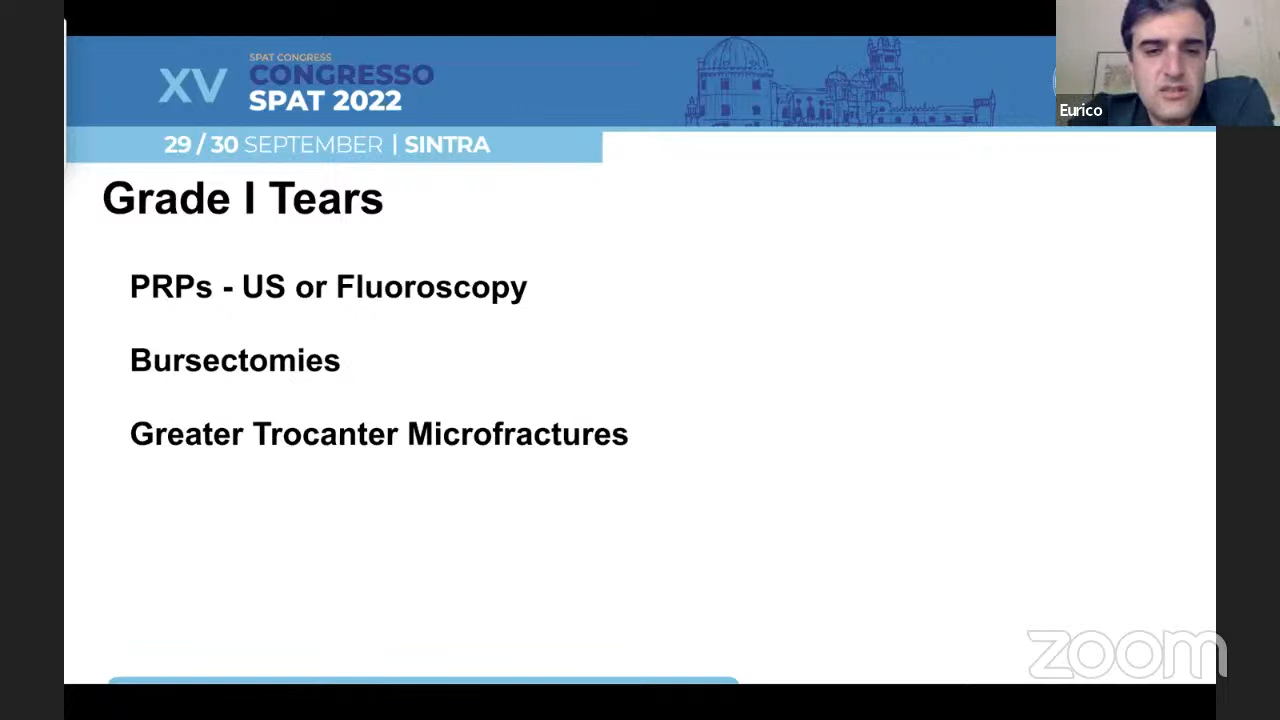 SPAT CONGRESS
XV CONGRESSO
SPAT 2022
29 / 30 SEPTEMBER | SINTRA
Eurico
Grade I Tears
PRPs - US or Fluoroscopy
Bursectomies
Greater Trocanter Microfractures
zoom